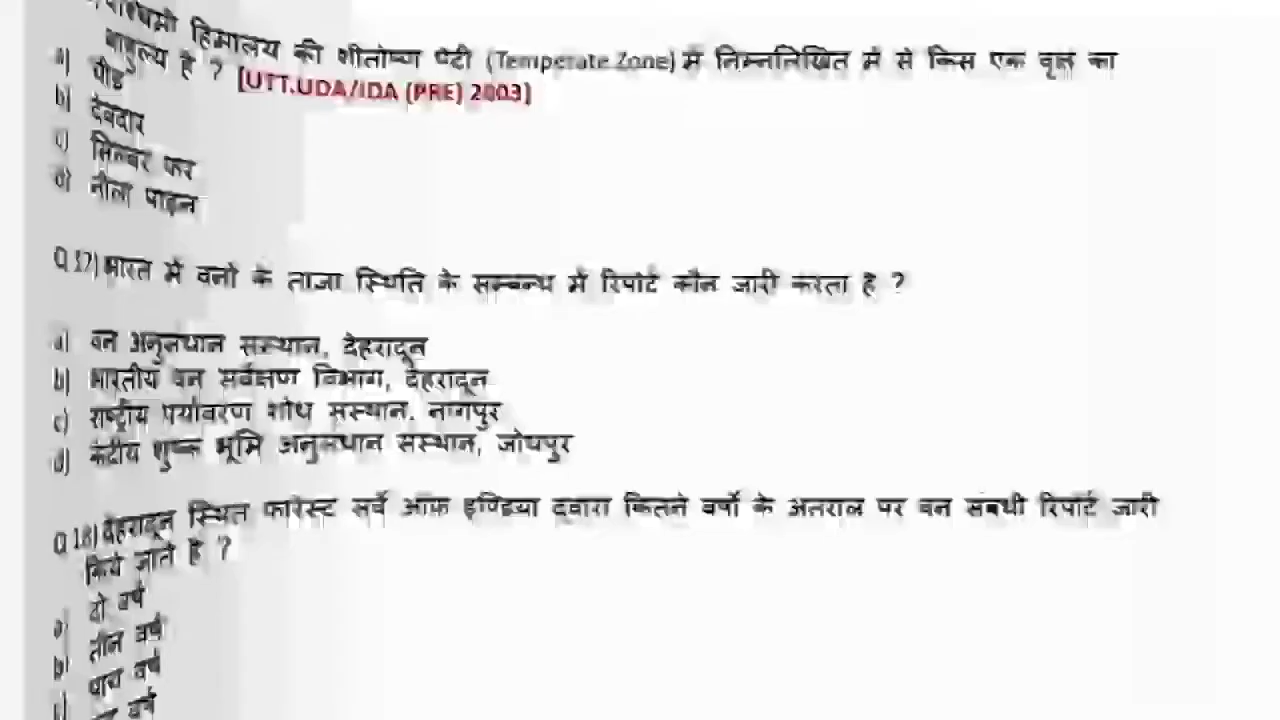 पश्चिमी हिमालय की शीतोष्ण पेटी (Temperate Zone) में निम्नलिखित में से किस एक वृक्ष का
बाहुल्य है ? [UTT.UDA/IDA (PRE) 2003]
a) चीड़
b) देवदार
c) सिल्वर फर
d) नीला पाइन
Q 17) भारत में वनों के ताजा स्थिति के सम्बन्ध में रिपोर्ट कौन जारी करता है ?
a) वन अनुसंधान संस्थान, देहरादून
b) भारतीय वन सर्वेक्षण विभाग, देहरादून
c) राष्ट्रीय पर्यावरण शोध संस्थान, नागपुर
d) केंद्रीय शुष्क भूमि अनुसंधान संस्थान, जोधपुर
Q 18) देहरादून स्थित फॉरेस्ट सर्वे ऑफ़ इण्डिया द्वारा कितने वर्षों के अंतराल पर वन संबंधी रिपोर्ट जारी
किये जाते है ?
a) दो वर्ष
b) तीन वर्ष
c) पांच वर्ष
वर्ष